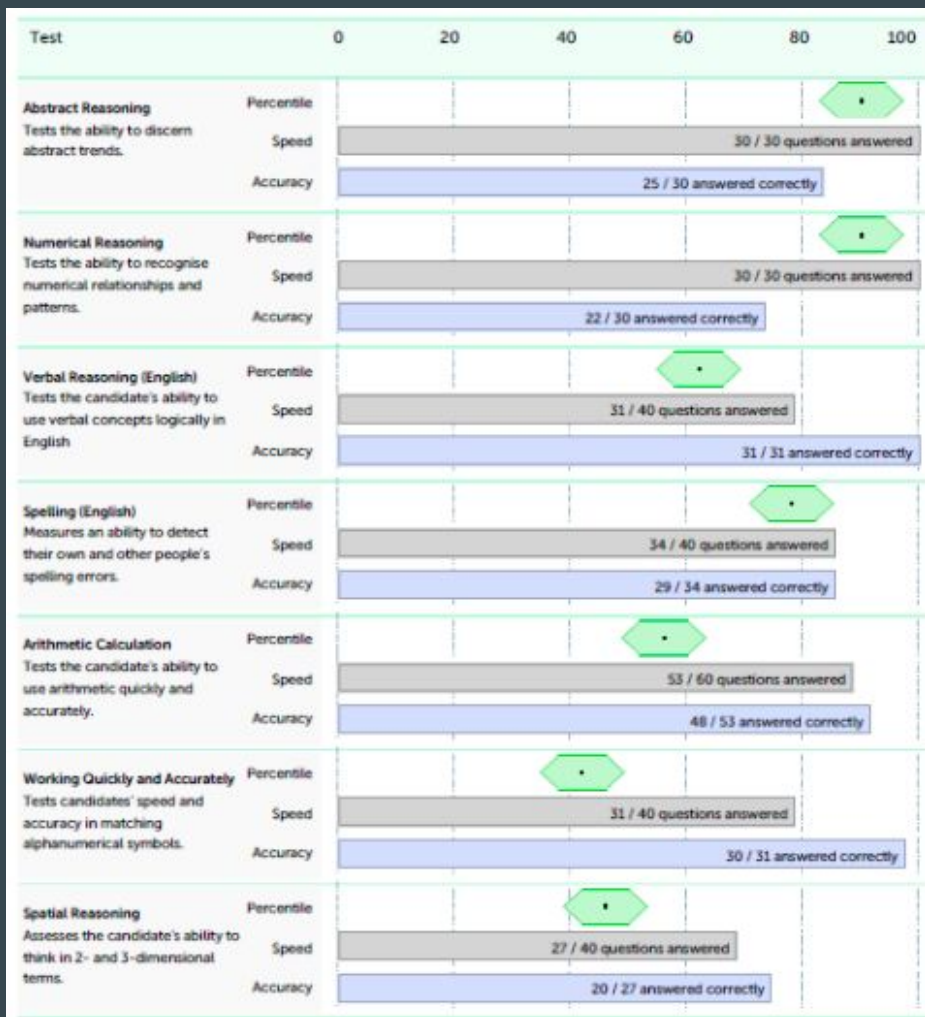 Test 0 20 40 60 80 100
Abstract Reasoning
Tests the ability to discern
abstract trends.
Percentile
Speed
30 / 30 questions answered
Accuracy
25 / 30 answered correctly
Numerical Reasoning
Tests the ability to recognise
numerical relationships and
patterns.
Percentile
Speed
30 / 30 questions answered
Accuracy
22 / 30 answered correctly
Verbal Reasoning (English)
Tests the candidate's ability to
use verbal concepts logically in
English
Percentile
Speed
31 / 40 questions answered
Accuracy
31 / 31 answered correctly
Spelling (English)
Measures an ability to detect
their own and other people's
spelling errors.
Percentile
Speed
34 / 40 questions answered
Accuracy
29 / 34 answered correctly
Arithmetic Calculation
Tests the candidate's ability to
use arithmetic quickly and
accurately.
Percentile
Speed
53 / 60 questions answered
Accuracy
48 / 53 answered correctly
Working Quickly and Accurately
Tests candidates' speed and
accuracy in matching
alphanumerical symbols.
Percentile
Speed
31 / 40 questions answered
Accuracy
30 / 31 answered correctly
Spatial Reasoning
Assesses the candidate's ability to
think in 2- and 3-dimensional
terms.
Percentile
Speed
27 / 40 questions answered
Accuracy
20 / 27 answered correctly